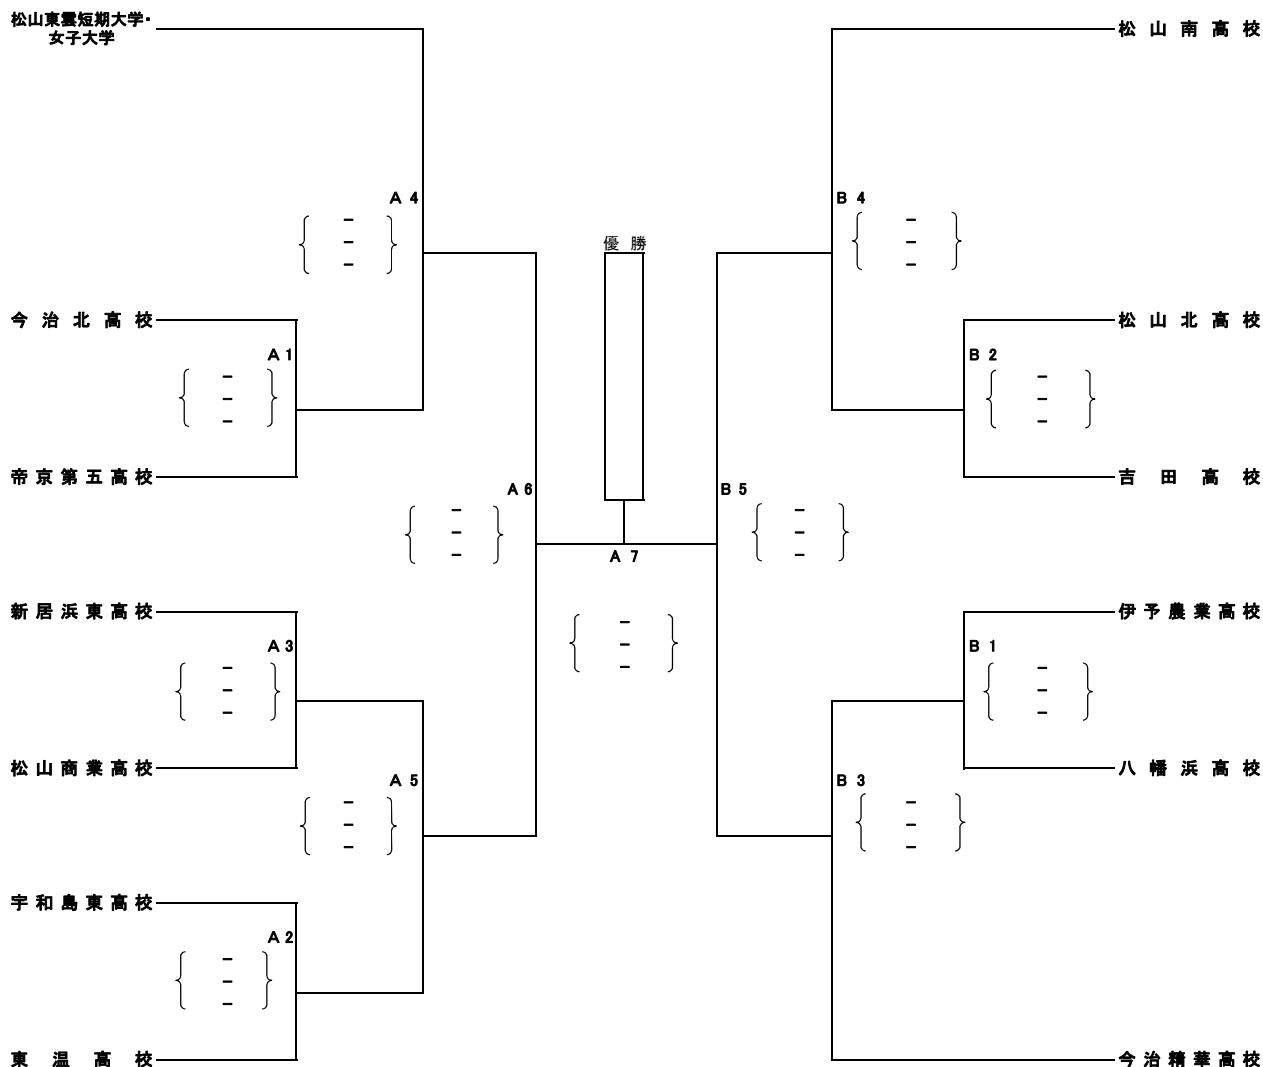 松山東雲短期大学・
女子大学
松山南高校
A 4
B 4
－
－
－
－
－
－
優 勝
今治北高校
松山北高校
A 1
B 2
－
－
－
－
－
－
帝京第五高校
吉田高校
A 6
B 5
－
－
－
－
－
－
A 7
－
－
－
新居浜東高校
伊予農業高校
A 3
B 1
－
－
－
－
－
－
松山商業高校
八幡浜高校
A 5
B 3
－
－
－
－
－
－
宇和島東高校
A 2
－
－
－
東温高校
今治精華高校